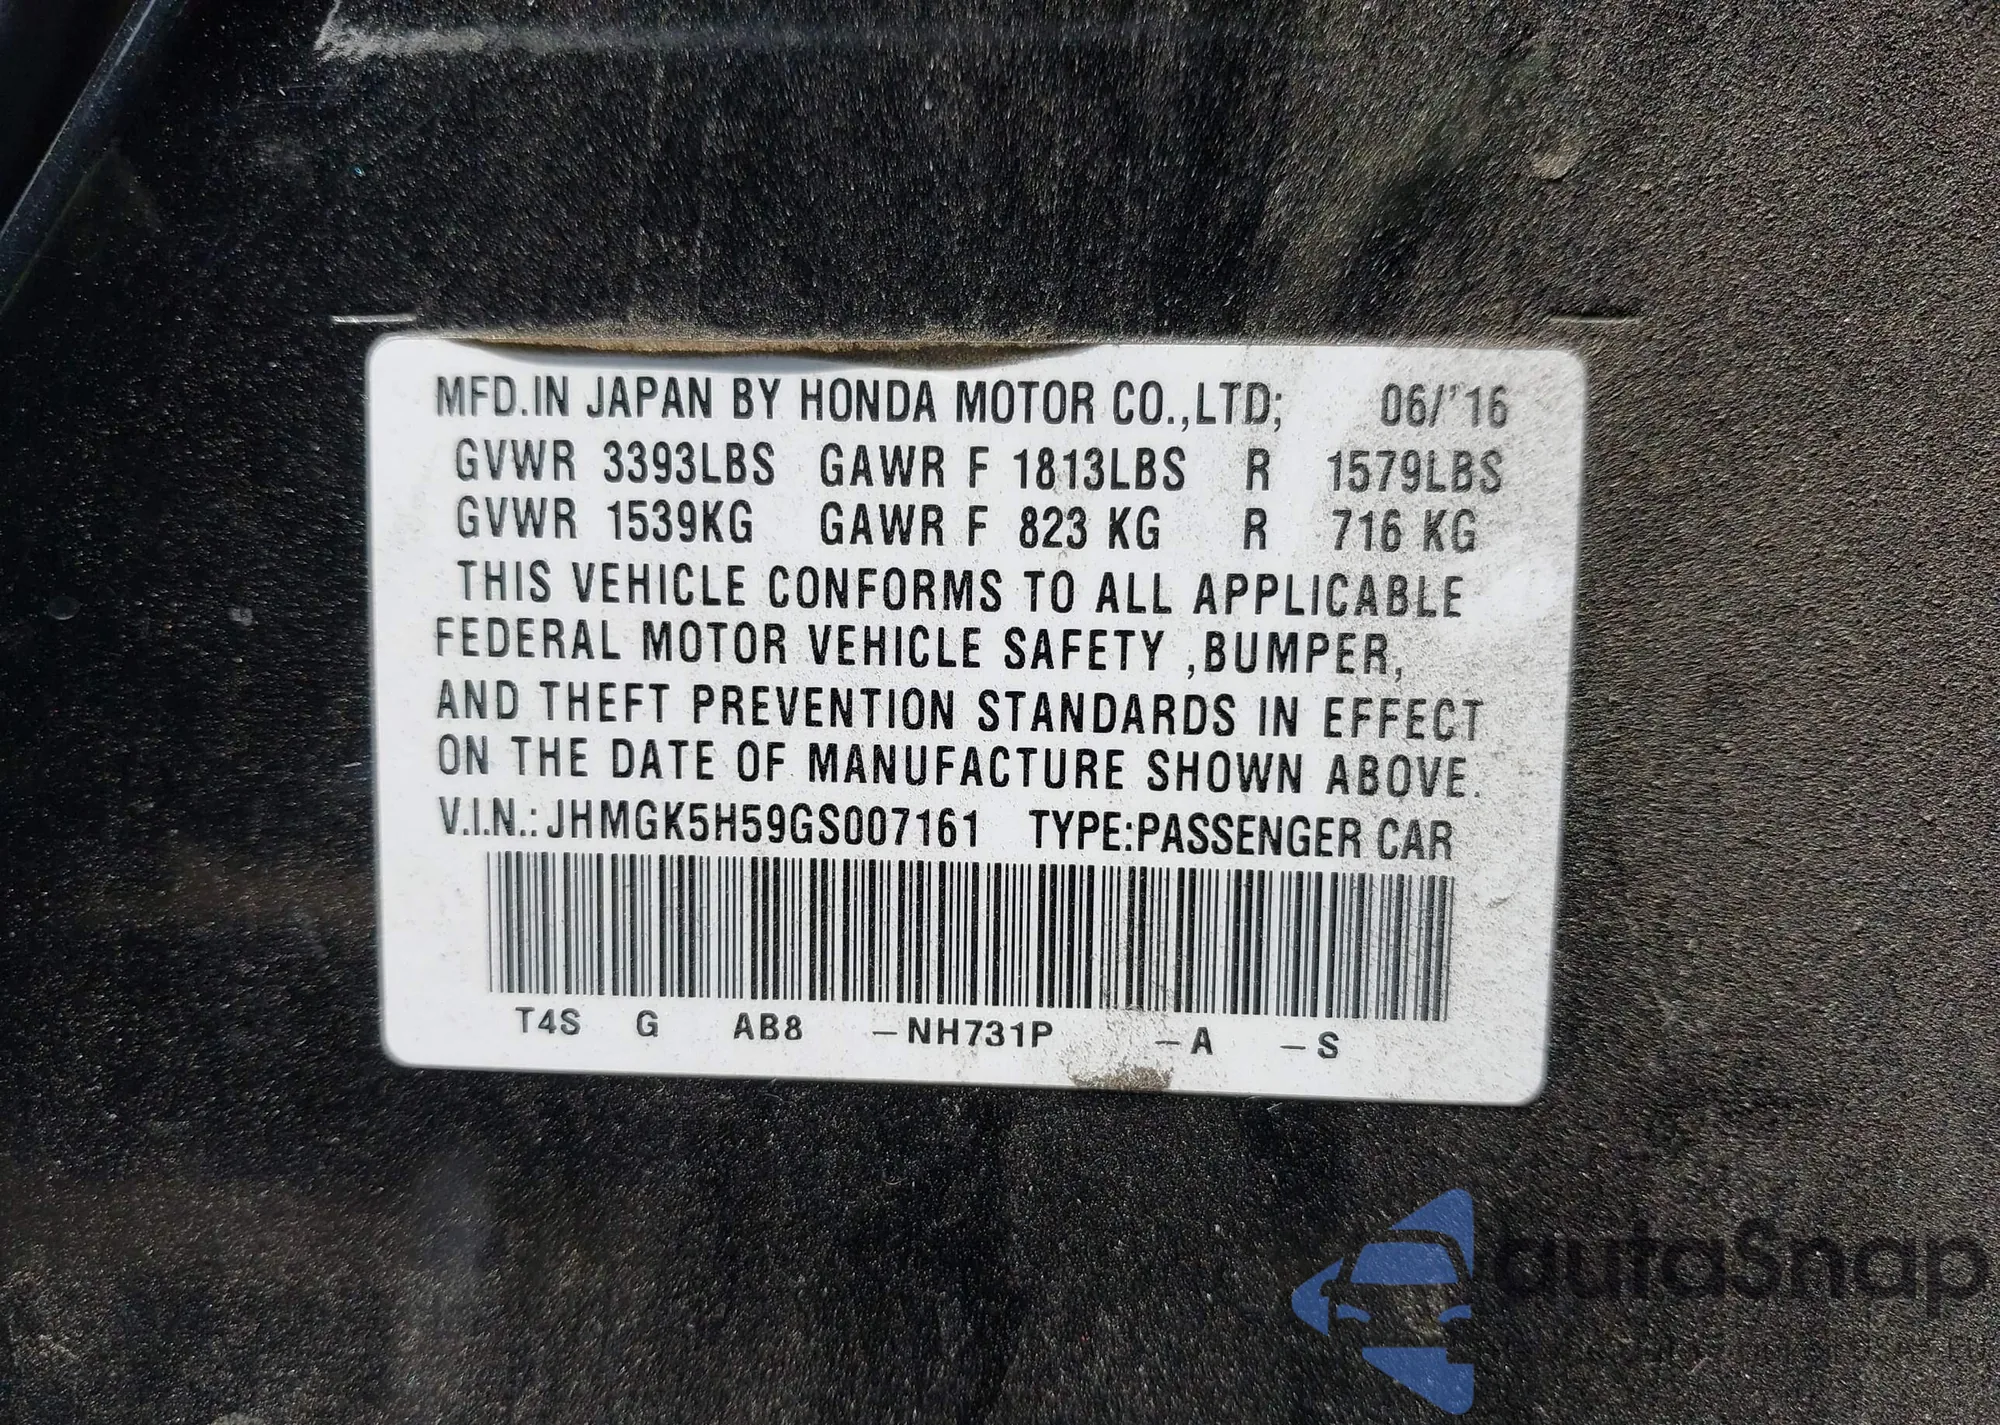 MFD.IN JAPAN BY HONDA MOTOR CO.,LTD; 06/'16
GVWR 3393LBS GAWR F 1813LBS R 1579LBS
GVWR 1539KG GAWR F 823 KG R 716 KG
THIS VEHICLE CONFORMS TO ALL APPLICABLE
FEDERAL MOTOR VEHICLE SAFETY ,BUMPER,
AND THEFT PREVENTION STANDARDS IN EFFECT
ON THE DATE OF MANUFACTURE SHOWN ABOVE.
V.I.N.: JHMGK5H59GS007161 TYPE:PASSENGER CAR
T4S G AB8 -NH731P -A -S
autaSnap